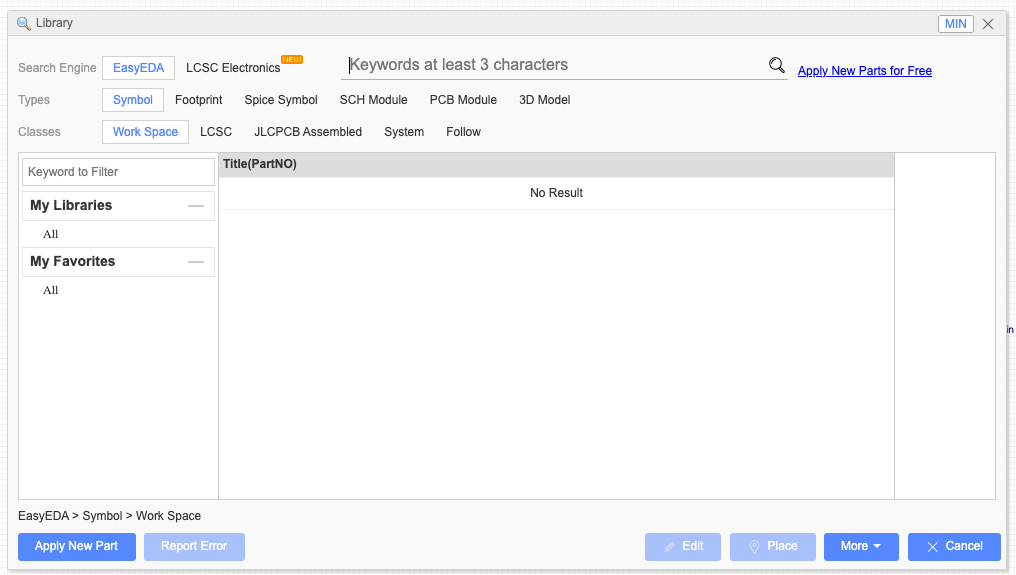 Library
MIN
Search Engine EasyEDA LCSC Electronics NEW
Keywords at least 3 characters
Apply New Parts for Free
Types Symbol Footprint Spice Symbol SCH Module PCB Module 3D Model
Classes Work Space LCSC JLCPCB Assembled System Follow
Keyword to Filter
Title(PartNO)
No Result
My Libraries
All
My Favorites
All
in
EasyEDA > Symbol > Work Space
Apply New Part Report Error Edit Place More Cancel